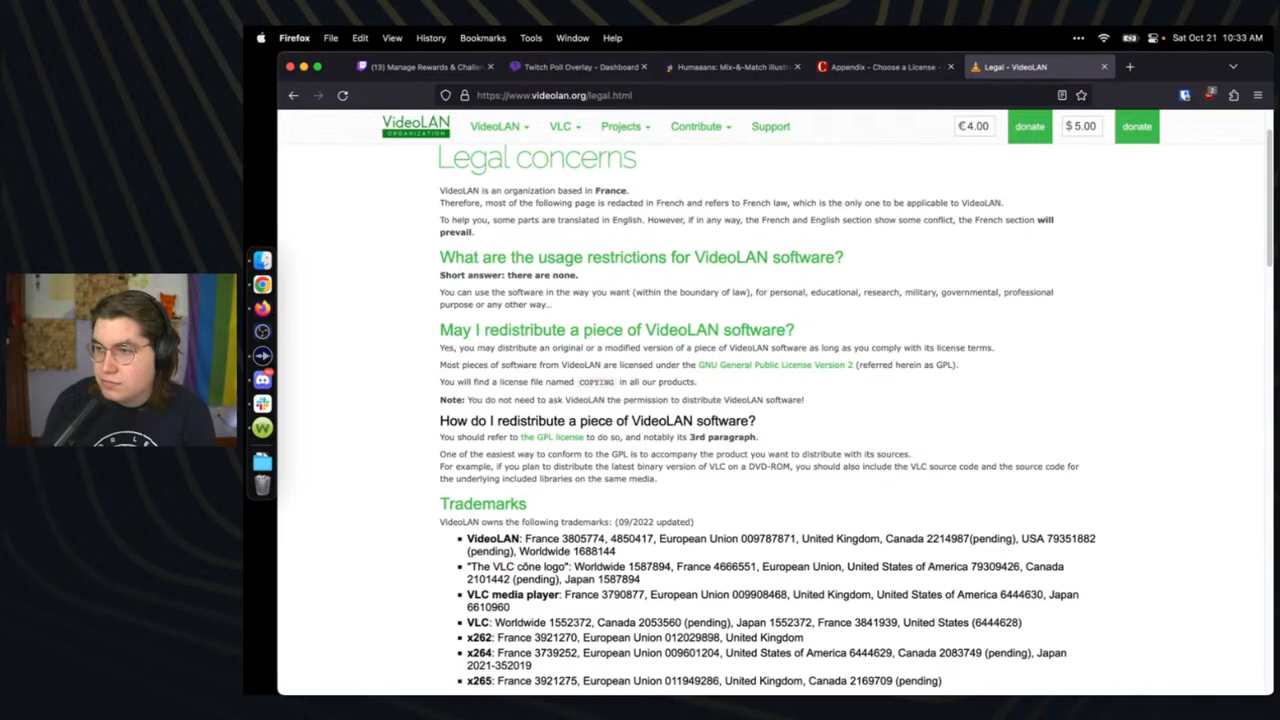 Firefox File Edit View History Bookmarks Tools Window Help Sat Oct 21 10:33 AM
(13) Manage Rewards & Challe Twitch Poll Overlay - Dashboard Humaaans: Mix-&-Match Illustr Appendix - Choose a License - Legal - VideoLAN
https://www.videolan.org/legal.html
VideoLAN ORGANIZATION VideoLAN VLC Projects Contribute Support €4.00 donate $5.00 donate
Legal concerns
VideoLAN is an organization based in France.
Therefore, most of the following page is redacted in French and refers to French law, which is the only one to be applicable to VideoLAN.
To help you, some parts are translated in English. However, if in any way, the French and English section show some conflict, the French section will
prevail.
What are the usage restrictions for VideoLAN software?
Short answer: there are none.
You can use the software in the way you want (within the boundary of law), for personal, educational, research, military, governmental, professional
purpose or any other way...
May I redistribute a piece of VideoLAN software?
Yes, you may distribute an original or a modified version of a piece of VideoLAN software as long as you comply with its license terms.
Most pieces of software from VideoLAN are licensed under the GNU General Public License Version 2 (referred herein as GPL).
You will find a license file named COPYING in all our products.
Note: You do not need to ask VideoLAN the permission to distribute VideoLAN software!
How do I redistribute a piece of VideoLAN software?
You should refer to the GPL license to do so, and notably its 3rd paragraph.
One of the easiest way to conform to the GPL is to accompany the product you want to distribute with its sources.
For example, if you plan to distribute the latest binary version of VLC on a DVD-ROM, you should also include the VLC source code and the source code for
the underlying included libraries on the same media.
Trademarks
VideoLAN owns the following trademarks: (09/2022 updated)
VideoLAN: France 3805774, 4850417, European Union 009787871, United Kingdom, Canada 2214987(pending), USA 79351882
(pending), Worldwide 1688144
"The VLC cône logo": Worldwide 1587894, France 4666551, European Union, United States of America 79309426, Canada
2101442 (pending), Japan 1587894
VLC media player: France 3790877, European Union 009908468, United Kingdom, United States of America 6444630, Japan
6610960
VLC: Worldwide 1552372, Canada 2053560 (pending), Japan 1552372, France 3841939, United States (6444628)
x262: France 3921270, European Union 012029898, United Kingdom
x264: France 3739252, European Union 009601204, United States of America 6444629, Canada 2083749 (pending), Japan
2021-352019
x265: France 3921275, European Union 011949286, United Kingdom, Canada 2169709 (pending)